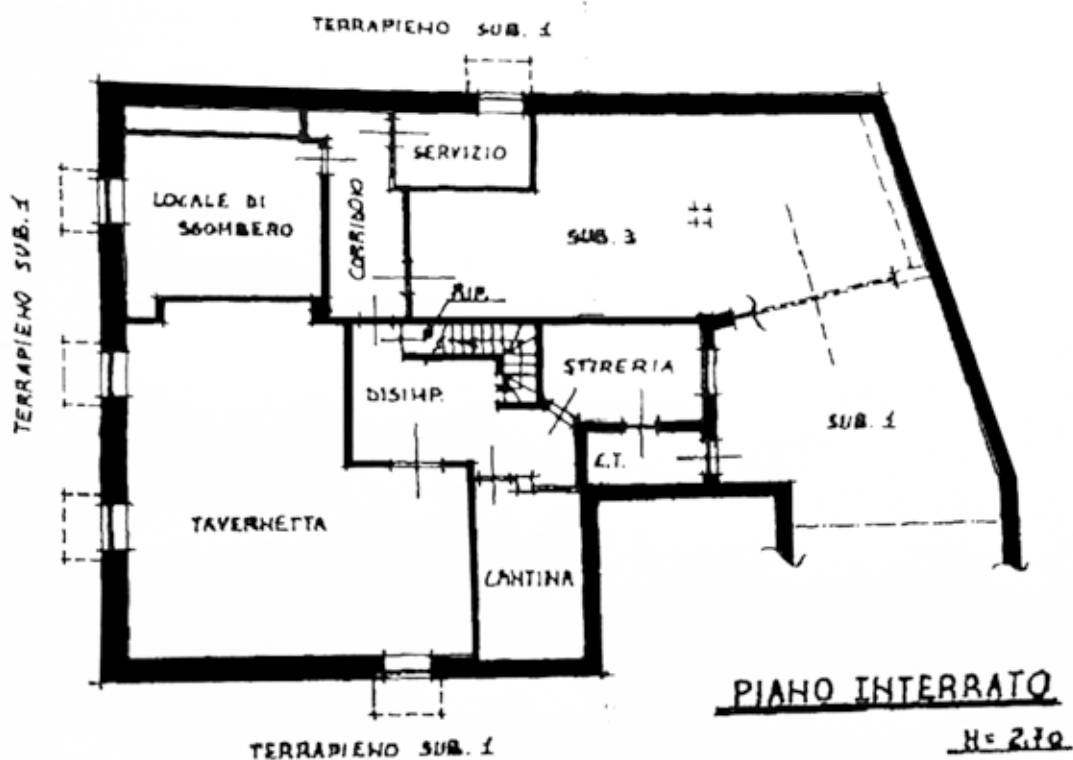 TERRAPIENO SUB. 1
SERVIZIO
LOCALE DI
SGOMBERO
CORRIDOIO
TERRAPIENO SUB. 1
SUB. 3
RIP.
STIRERIA
DISIMP.
SUB. 1
C.T.
TAVERNETTA
CANTINA
PIANO INTERRATO
H= 2,70
TERRAPIENO SUB. 1